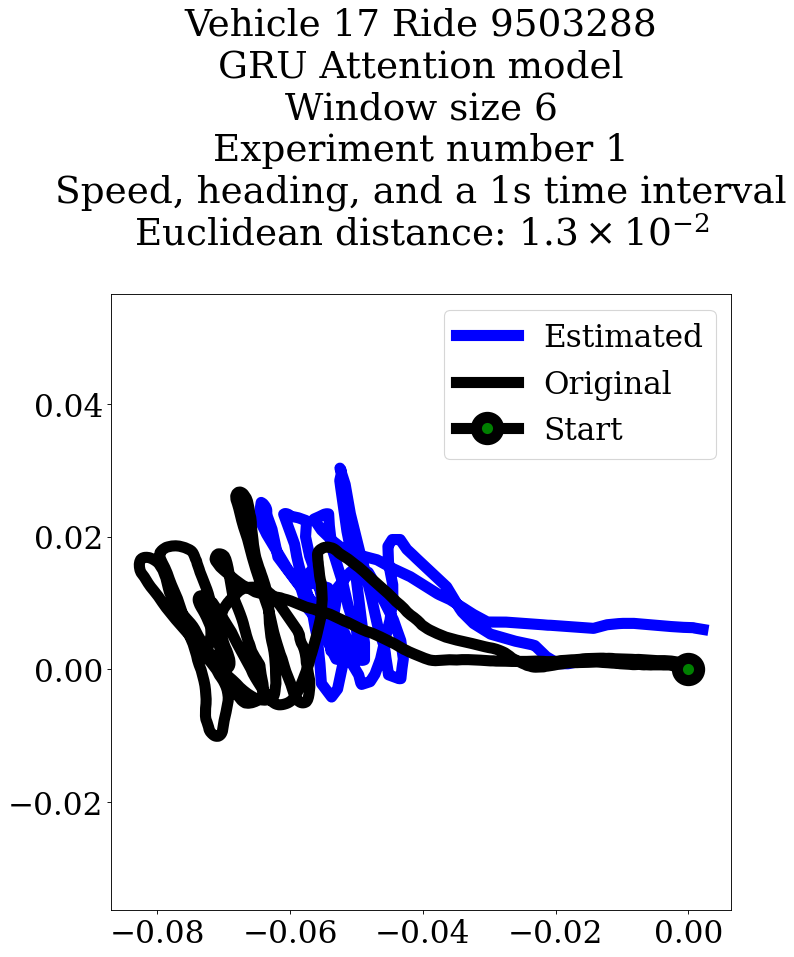 Vehicle 17 Ride 9503288
GRU Attention model
Window size 6
Experiment number 1
Speed, heading, and a 1s time interval
Euclidean distance: 1.3 × 10⁻²
Estimated
Original
Start
0.04
0.02
0.00
−0.02
−0.08
−0.06
−0.04
−0.02
0.00